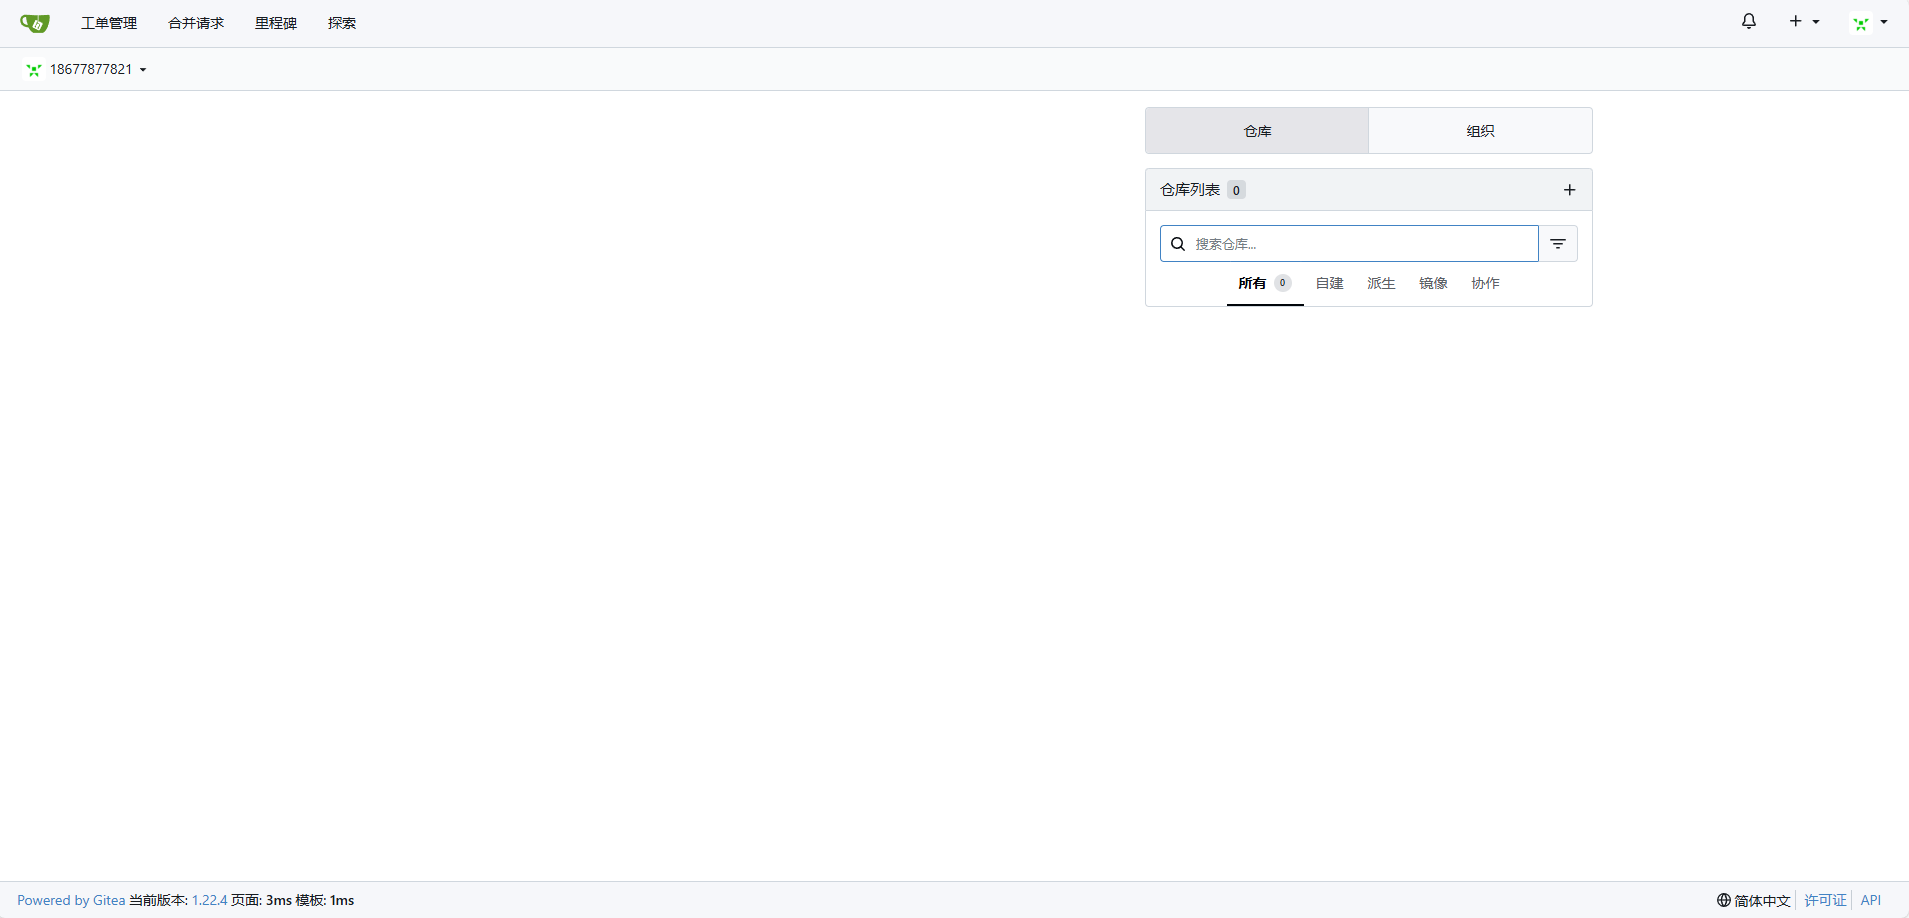 工单管理 合并请求 里程碑 探索
18677877821
仓库 组织
仓库列表 0
搜索仓库...
所有 0 自建 派生 镜像 协作
Powered by Gitea 当前版本: 1.22.4 页面: 3ms 模板: 1ms
简体中文 许可证 API